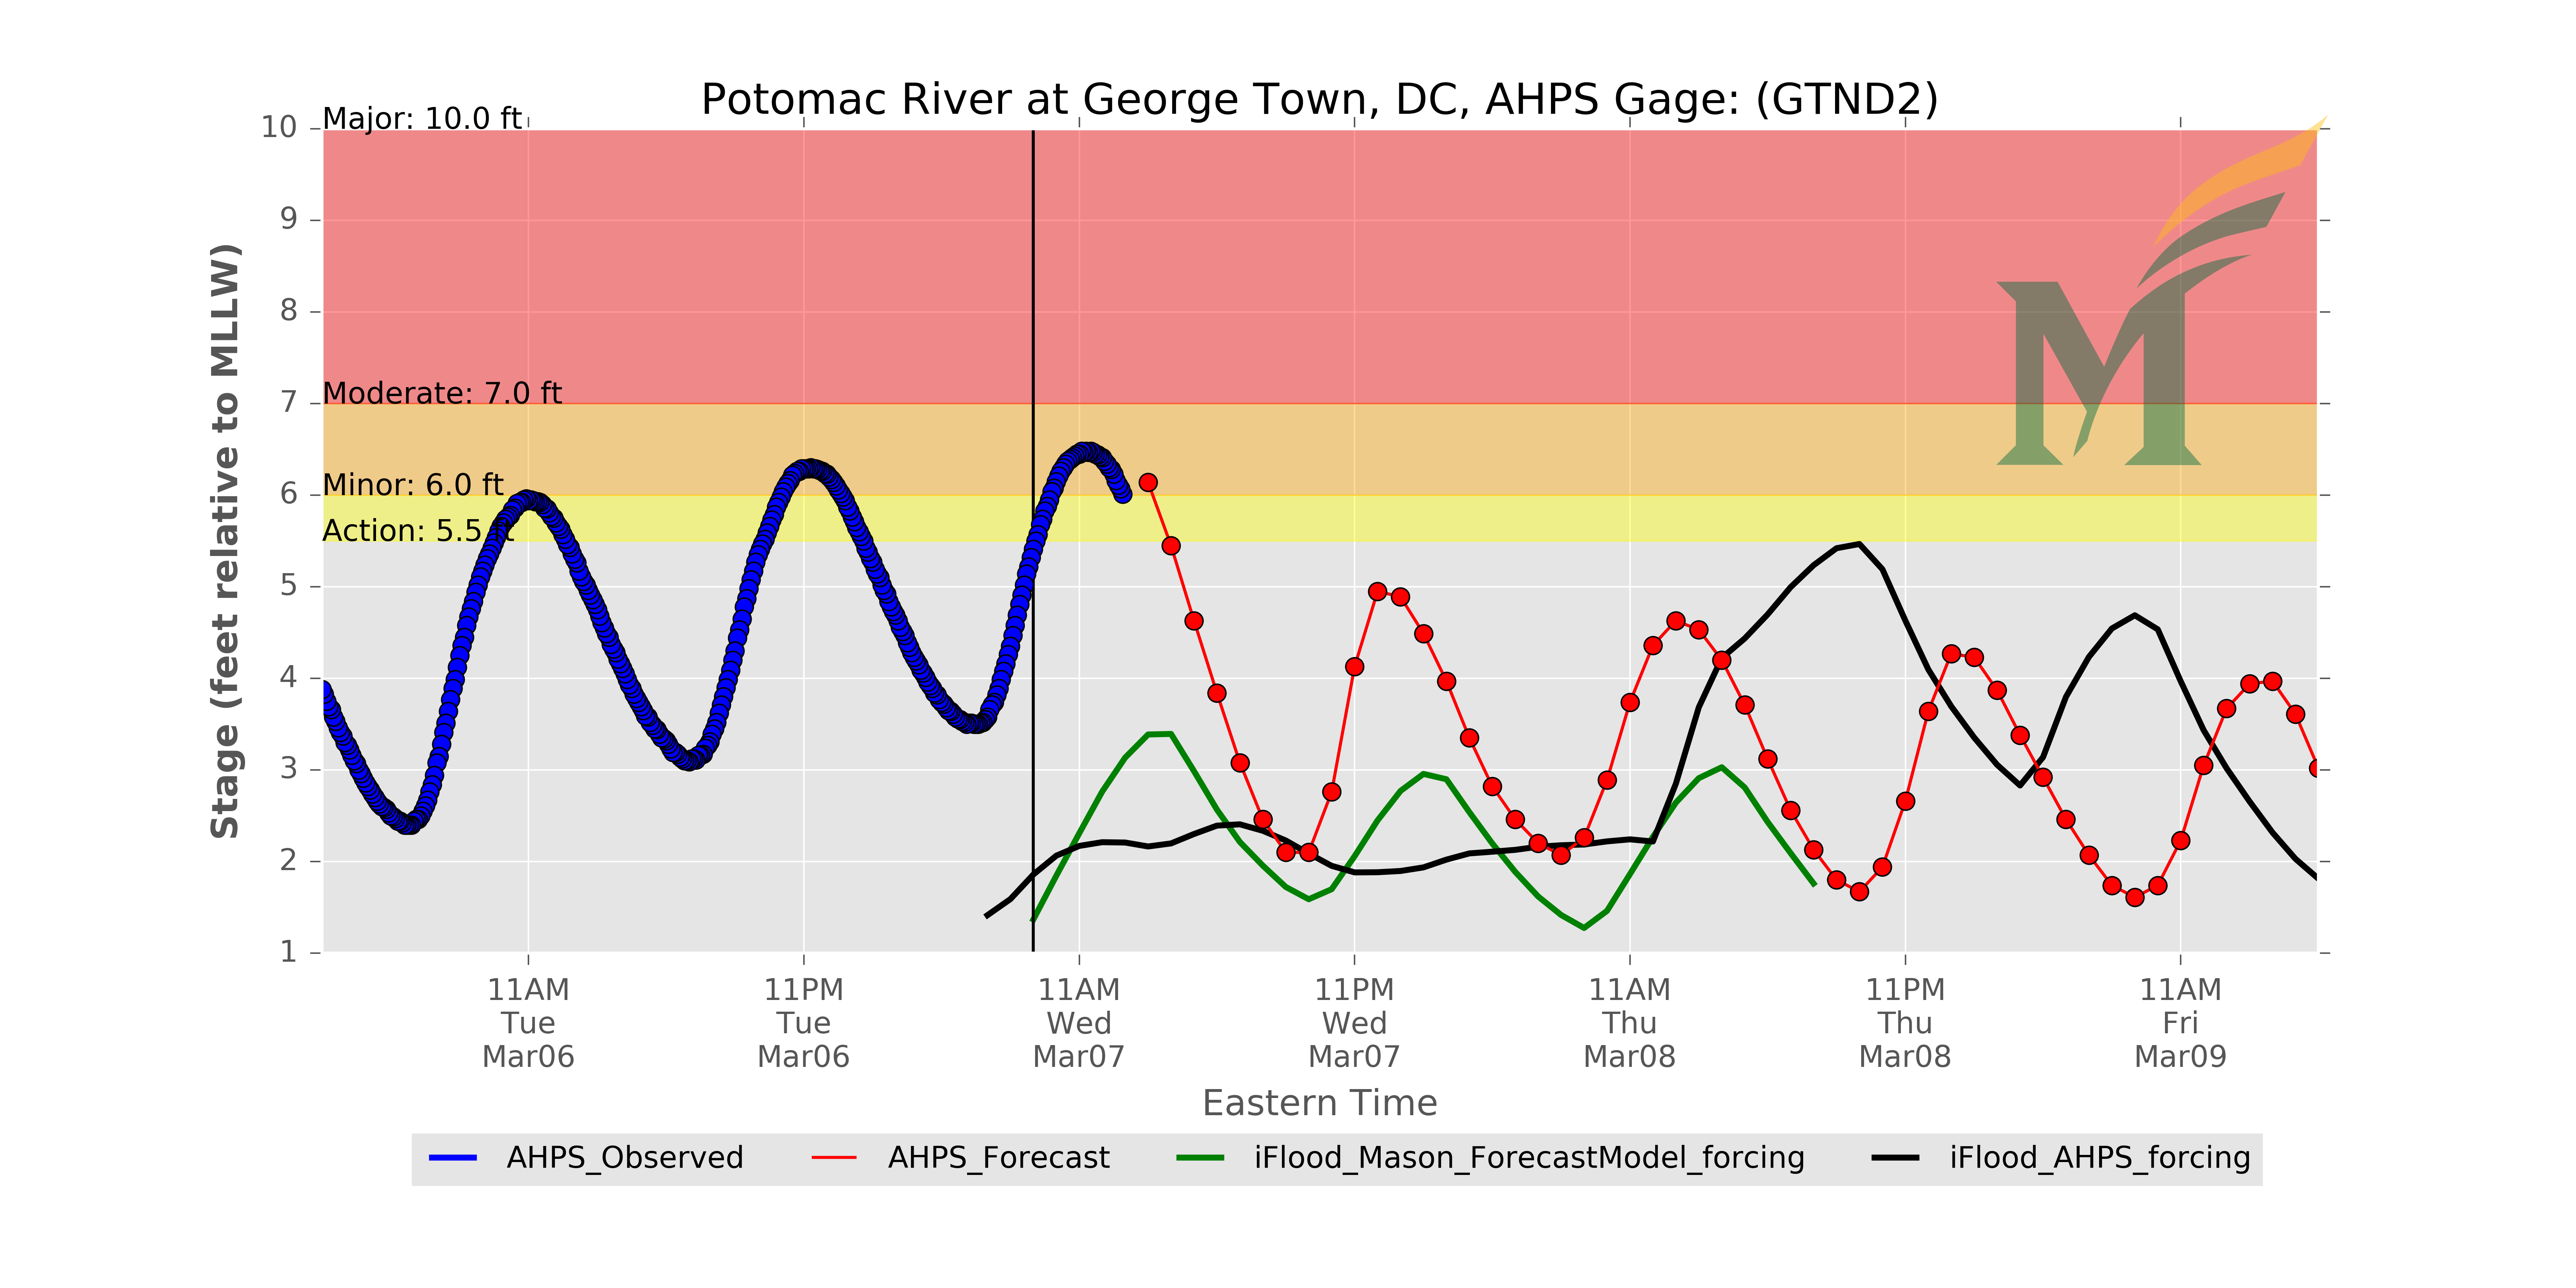 Potomac River at George Town, DC, AHPS Gage: (GTND2)
Stage (feet relative to MLLW)
10
9
8
7
6
5
4
3
2
1
Major: 10.0 ft
Moderate: 7.0 ft
Minor: 6.0 ft
Action: 5.5 ft
M
11AM
Tue
Mar06
11PM
Tue
Mar06
11AM
Wed
Mar07
11PM
Wed
Mar07
11AM
Thu
Mar08
11PM
Thu
Mar08
11AM
Fri
Mar09
Eastern Time
AHPS_Observed
AHPS_Forecast
iFlood_Mason_ForecastModel_forcing
iFlood_AHPS_forcing